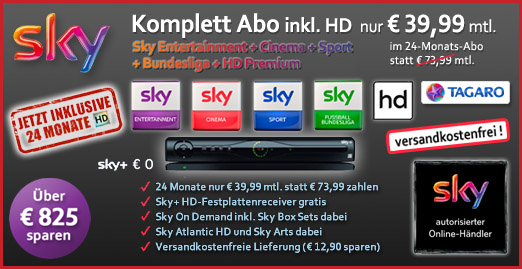 sky
Komplett Abo inkl. HD nur € 39,99 mtl.
Sky Entertainment + Cinema + Sport
+ Bundesliga + HD Premium
im 24-Monats-Abo
statt € 73,99 mtl.
JETZT INKLUSIVE
24 MONATE HD
sky
ENTERTAINMENT
sky
CINEMA
sky
SPORT
sky
FUSSBALL
BUNDESLIGA
hd
TAGARO
versandkostenfrei !
sky+ € 0
Über
€ 825
sparen
24 Monate nur € 39,99 mtl. statt € 73,99 zahlen
Sky+ HD-Festplattenreceiver gratis
Sky On Demand inkl. Sky Box Sets dabei
Sky Atlantic HD und Sky Arts dabei
Versandkostenfreie Lieferung (€ 12,90 sparen)
sky
autorisierter
Online-Händler